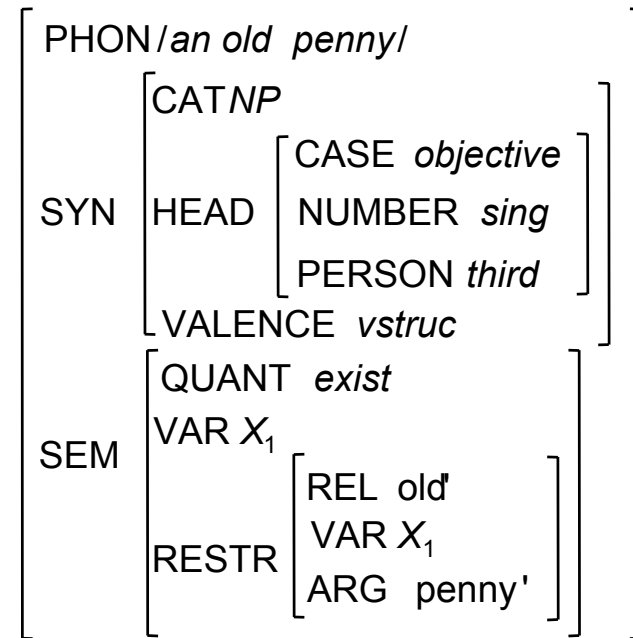 PHON /an old penny/
CAT NP
CASE objective
SYN HEAD NUMBER sing
PERSON third
VALENCE vstruc
QUANT exist
VAR X₁
SEM
REL old'
VAR X₁
RESTR
ARG penny'